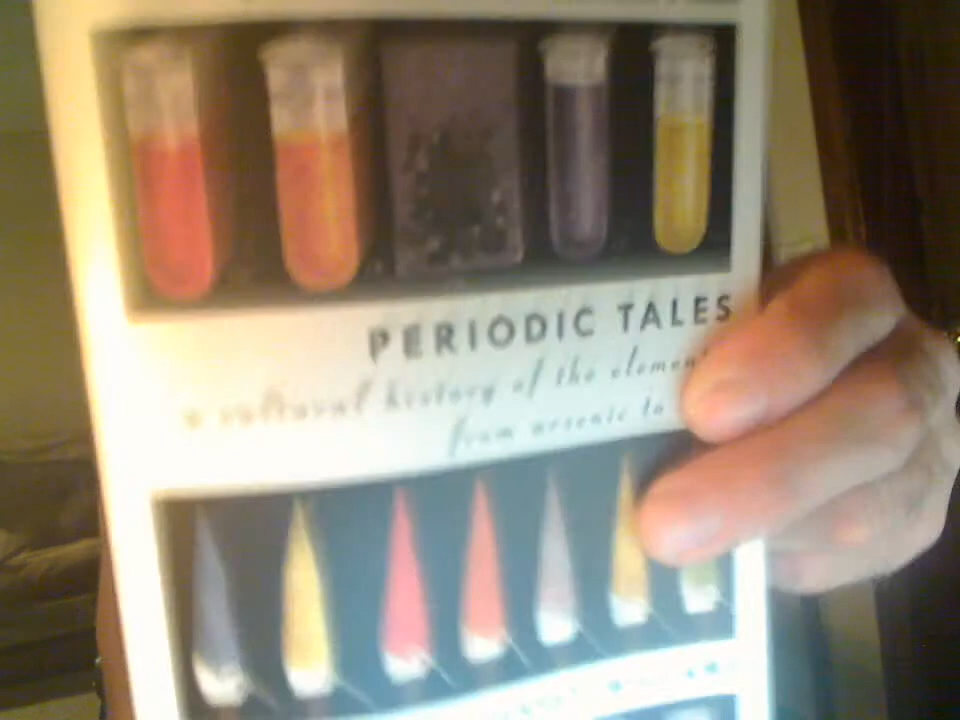 PERIODIC TALES
a cultural history of the element
from arsenic to